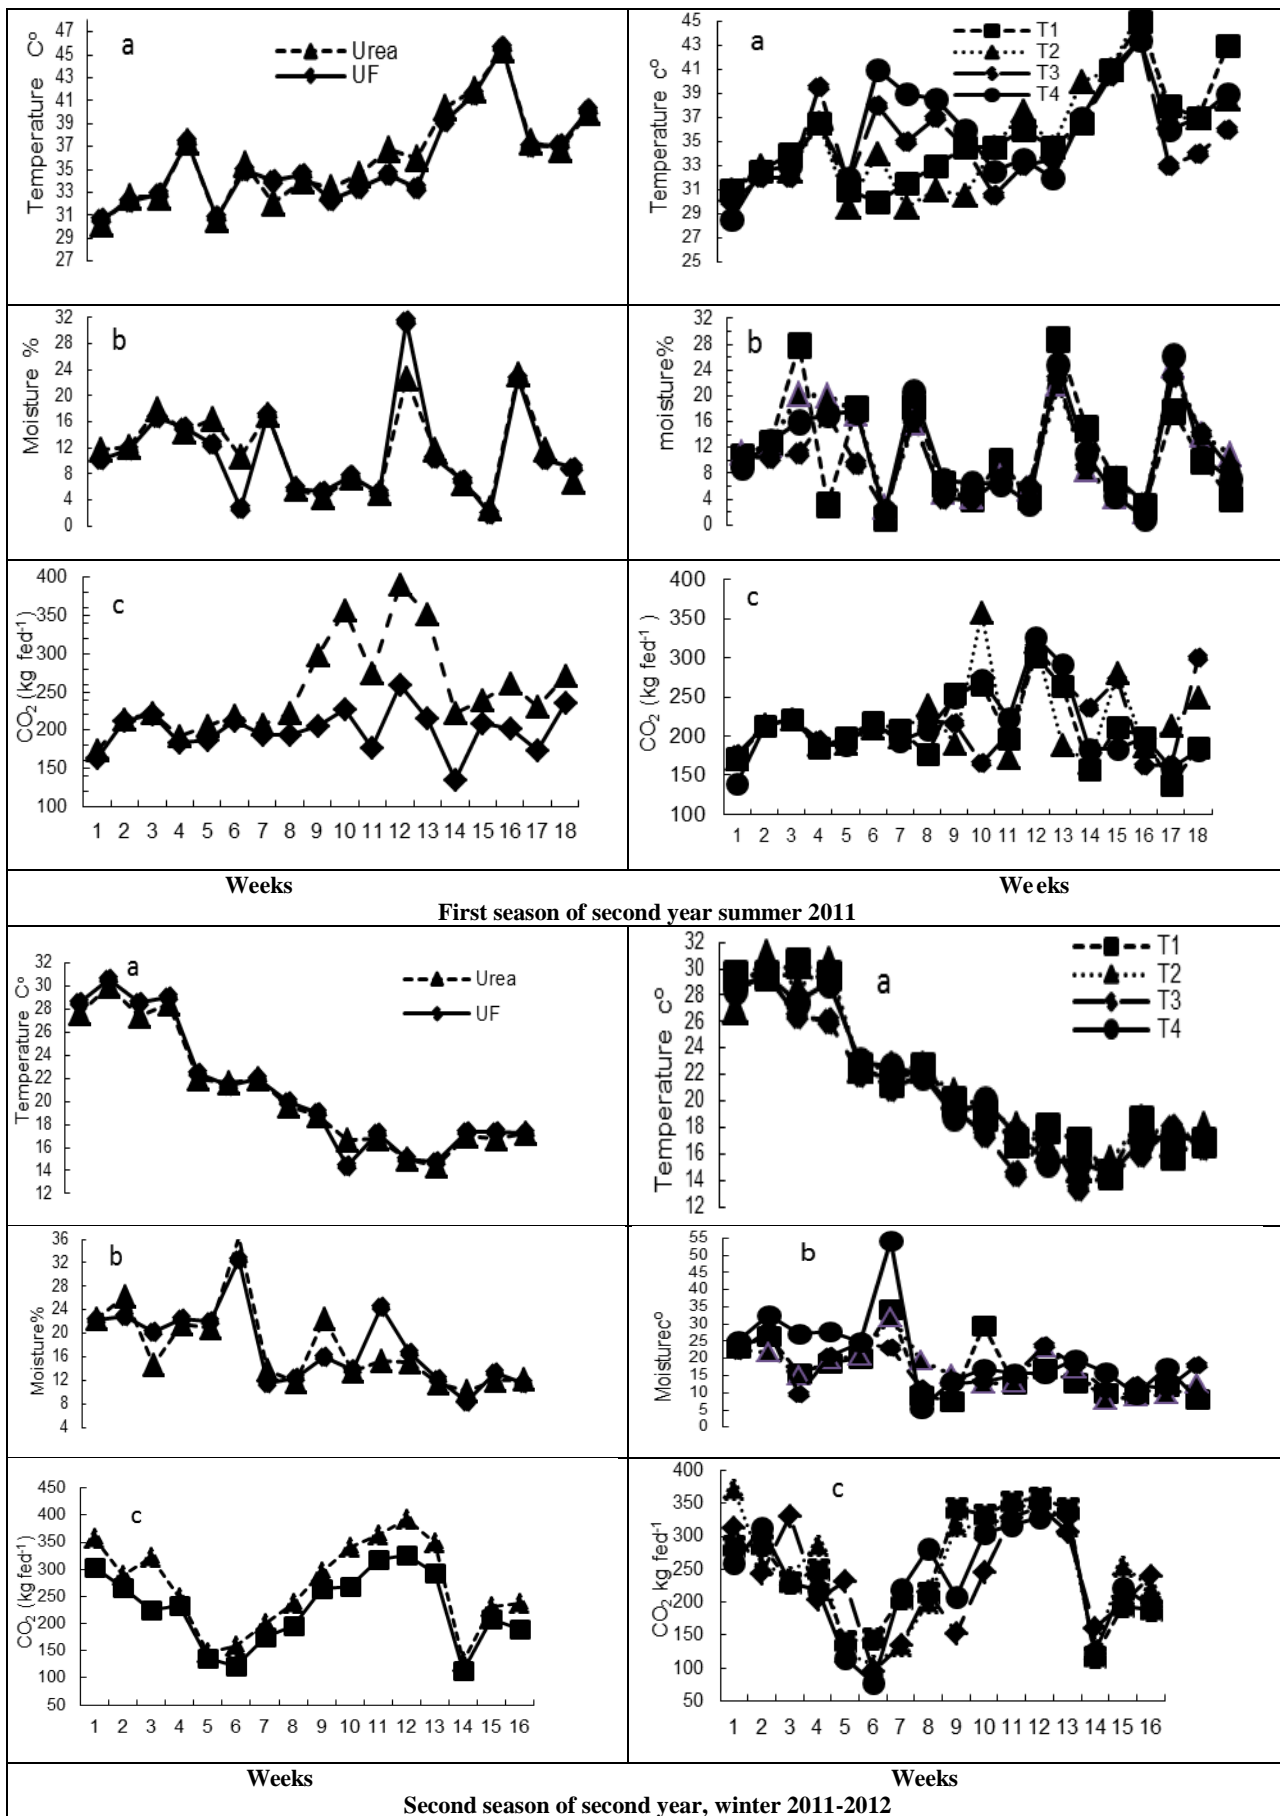 a
Temperature C°
47
45
43
41
39
37
35
33
31
29
27
Urea
UF
a
Temperature c°
45
43
41
39
37
35
33
31
29
27
25
T1
T2
T3
T4
b
Moisture %
32
28
24
20
16
12
8
4
0
b
moisture%
32
28
24
20
16
12
8
4
0
c
CO₂ (kg fed⁻¹)
400
350
300
250
200
150
100
1 2 3 4 5 6 7 8 9 10 11 12 13 14 15 16 17 18
c
CO₂ (kg fed⁻¹)
400
350
300
250
200
150
100
1 2 3 4 5 6 7 8 9 10 11 12 13 14 15 16 17 18
Weeks
Weeks
First season of second year summer 2011
a
Temperature C°
32
30
28
26
24
22
20
18
16
14
12
Urea
UF
a
Temperature c°
32
30
28
26
24
22
20
18
16
14
12
T1
T2
T3
T4
b
Moisture%
36
32
28
24
20
16
12
8
4
b
Moisturec°
55
50
45
40
35
30
25
20
15
10
5
0
c
CO₂ (kg fed⁻¹)
450
400
350
300
250
200
150
100
50
1 2 3 4 5 6 7 8 9 10 11 12 13 14 15 16
c
CO₂ kg fed⁻¹
400
350
300
250
200
150
100
50
1 2 3 4 5 6 7 8 9 10 11 12 13 14 15 16
Weeks
Weeks
Second season of second year, winter 2011-2012